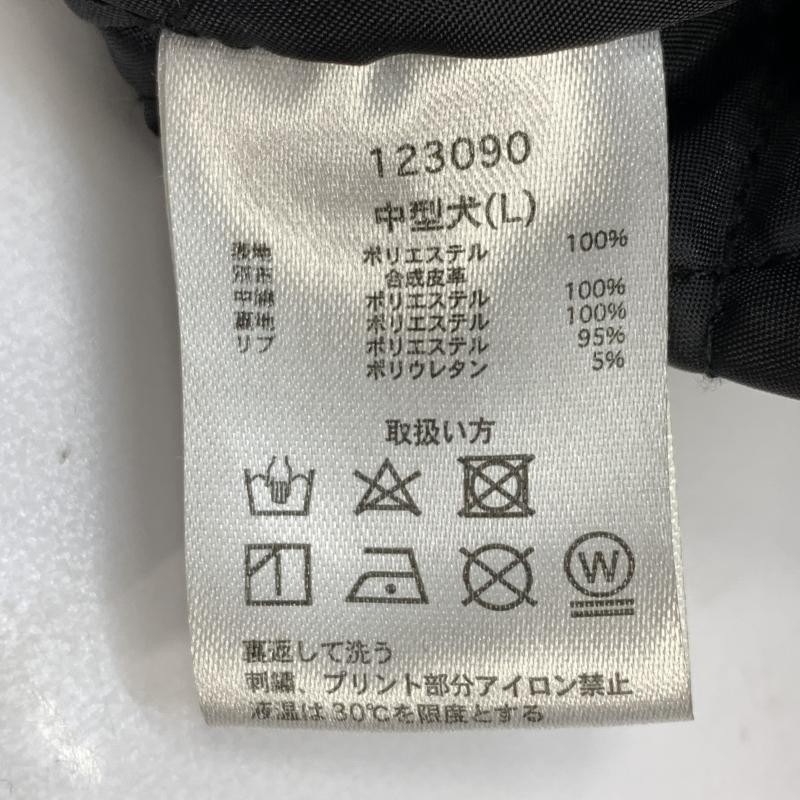 123090
中型犬(L)
表地 ポリエステル 100%
別布 合成皮革
中綿 ポリエステル 100%
裏地 ポリエステル 100%
リブ ポリエステル 95%
ポリウレタン 5%
取扱い方
W
裏返して洗う
刺繍、プリント部分アイロン禁止
液温は30℃を限度とする